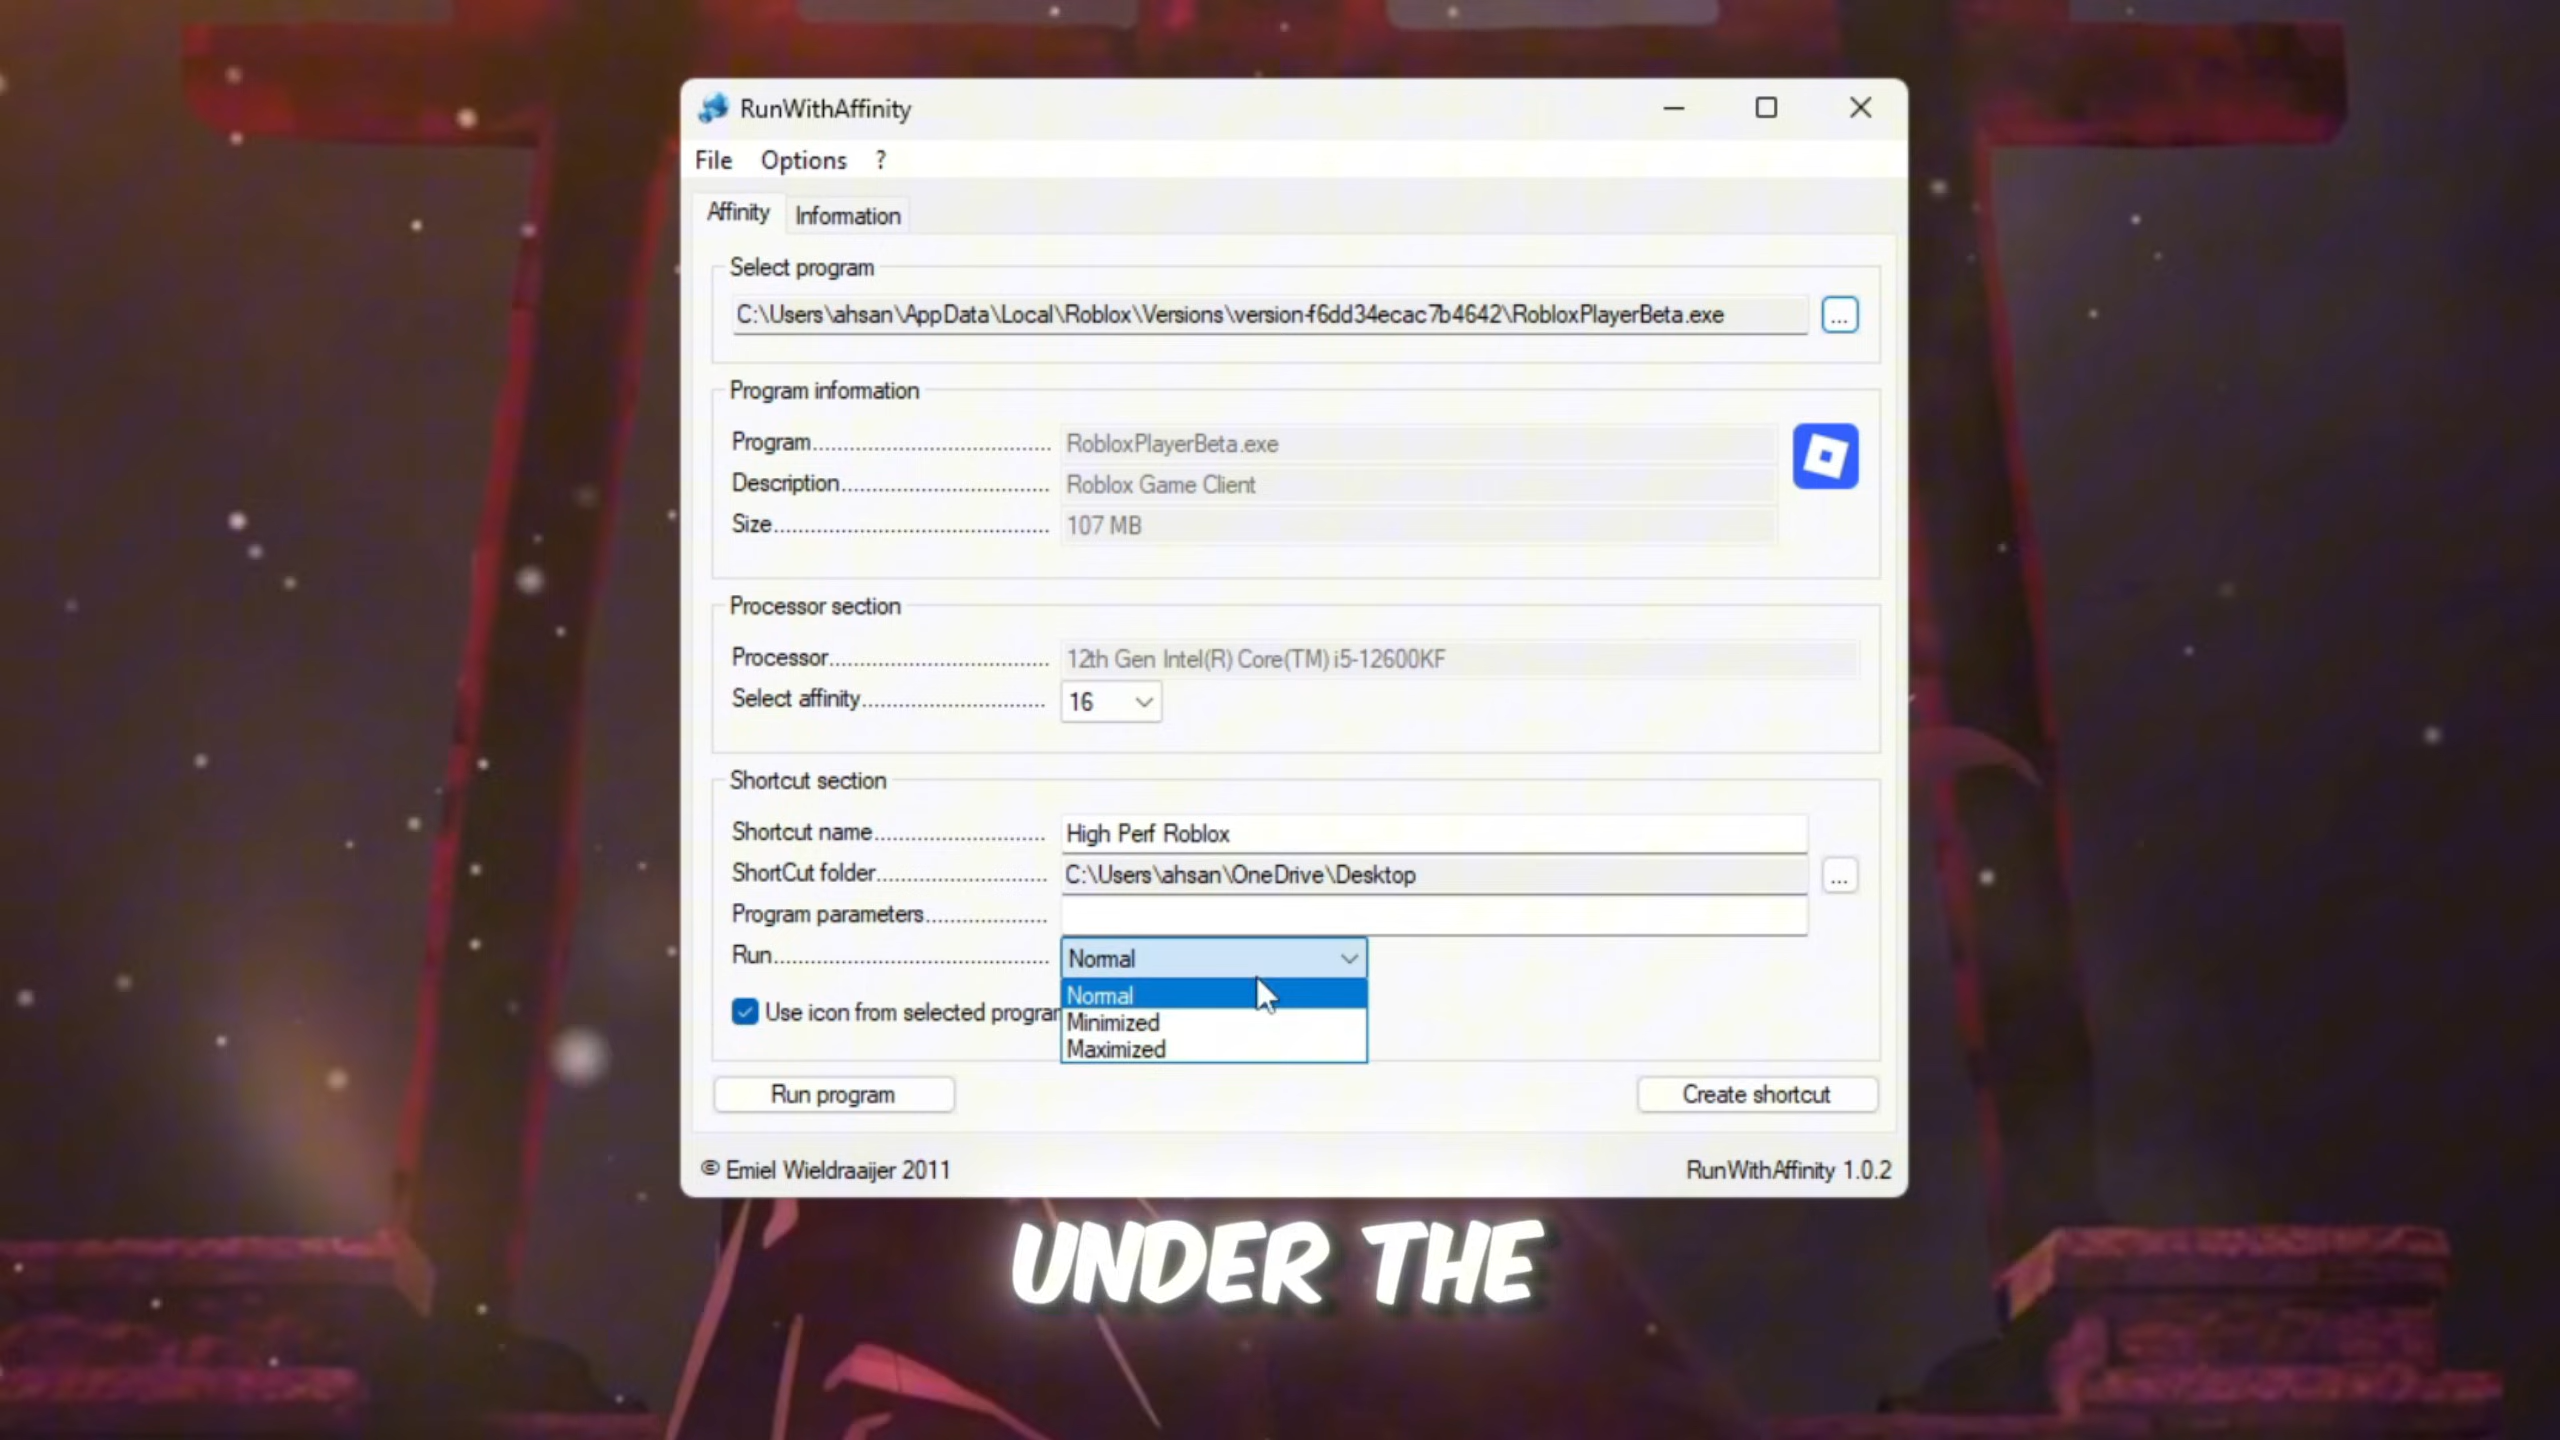 RunWithAffinity
File Options ?
Affinity Information
Select program
C:\Users\ahsan\AppData\Local\Roblox\Versions\version-f6dd34ecac7b4642\RobloxPlayerBeta.exe ...
Program information
Program.................................... RobloxPlayerBeta.exe
Description................................ Roblox Game Client
Size.......................................... 107 MB
Processor section
Processor.................................. 12th Gen Intel(R) Core(TM) i5-12600KF
Select affinity............................. 16
Shortcut section
Shortcut name........................... High Perf Roblox
ShortCut folder........................... C:\Users\ahsan\OneDrive\Desktop ...
Program parameters....................
Run............................................ Normal
Normal
Use icon from selected program
Minimized
Maximized
Run program Create shortcut
© Emiel Wieldraaijer 2011 RunWithAffinity 1.0.2
UNDER THE